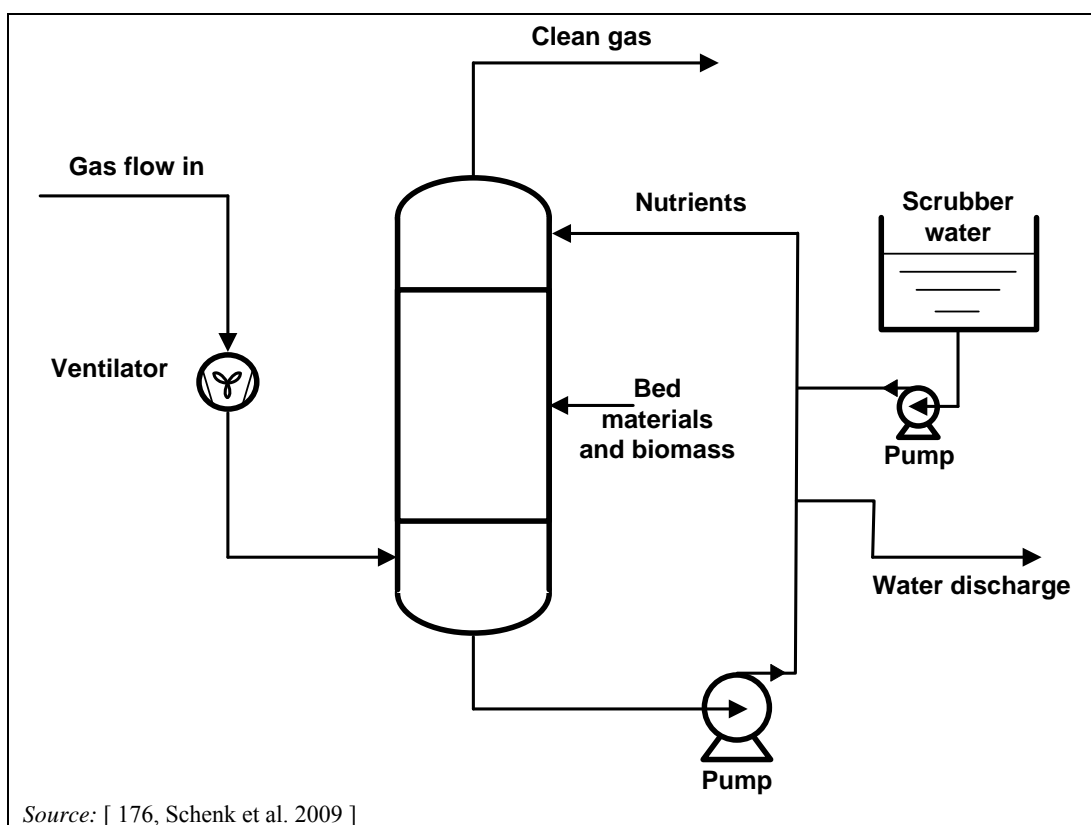 Clean gas
Gas flow in
Nutrients
Scrubber
water
Ventilator
Bed
materials
and biomass
Pump
Water discharge
Pump
Source: [ 176, Schenk et al. 2009 ]